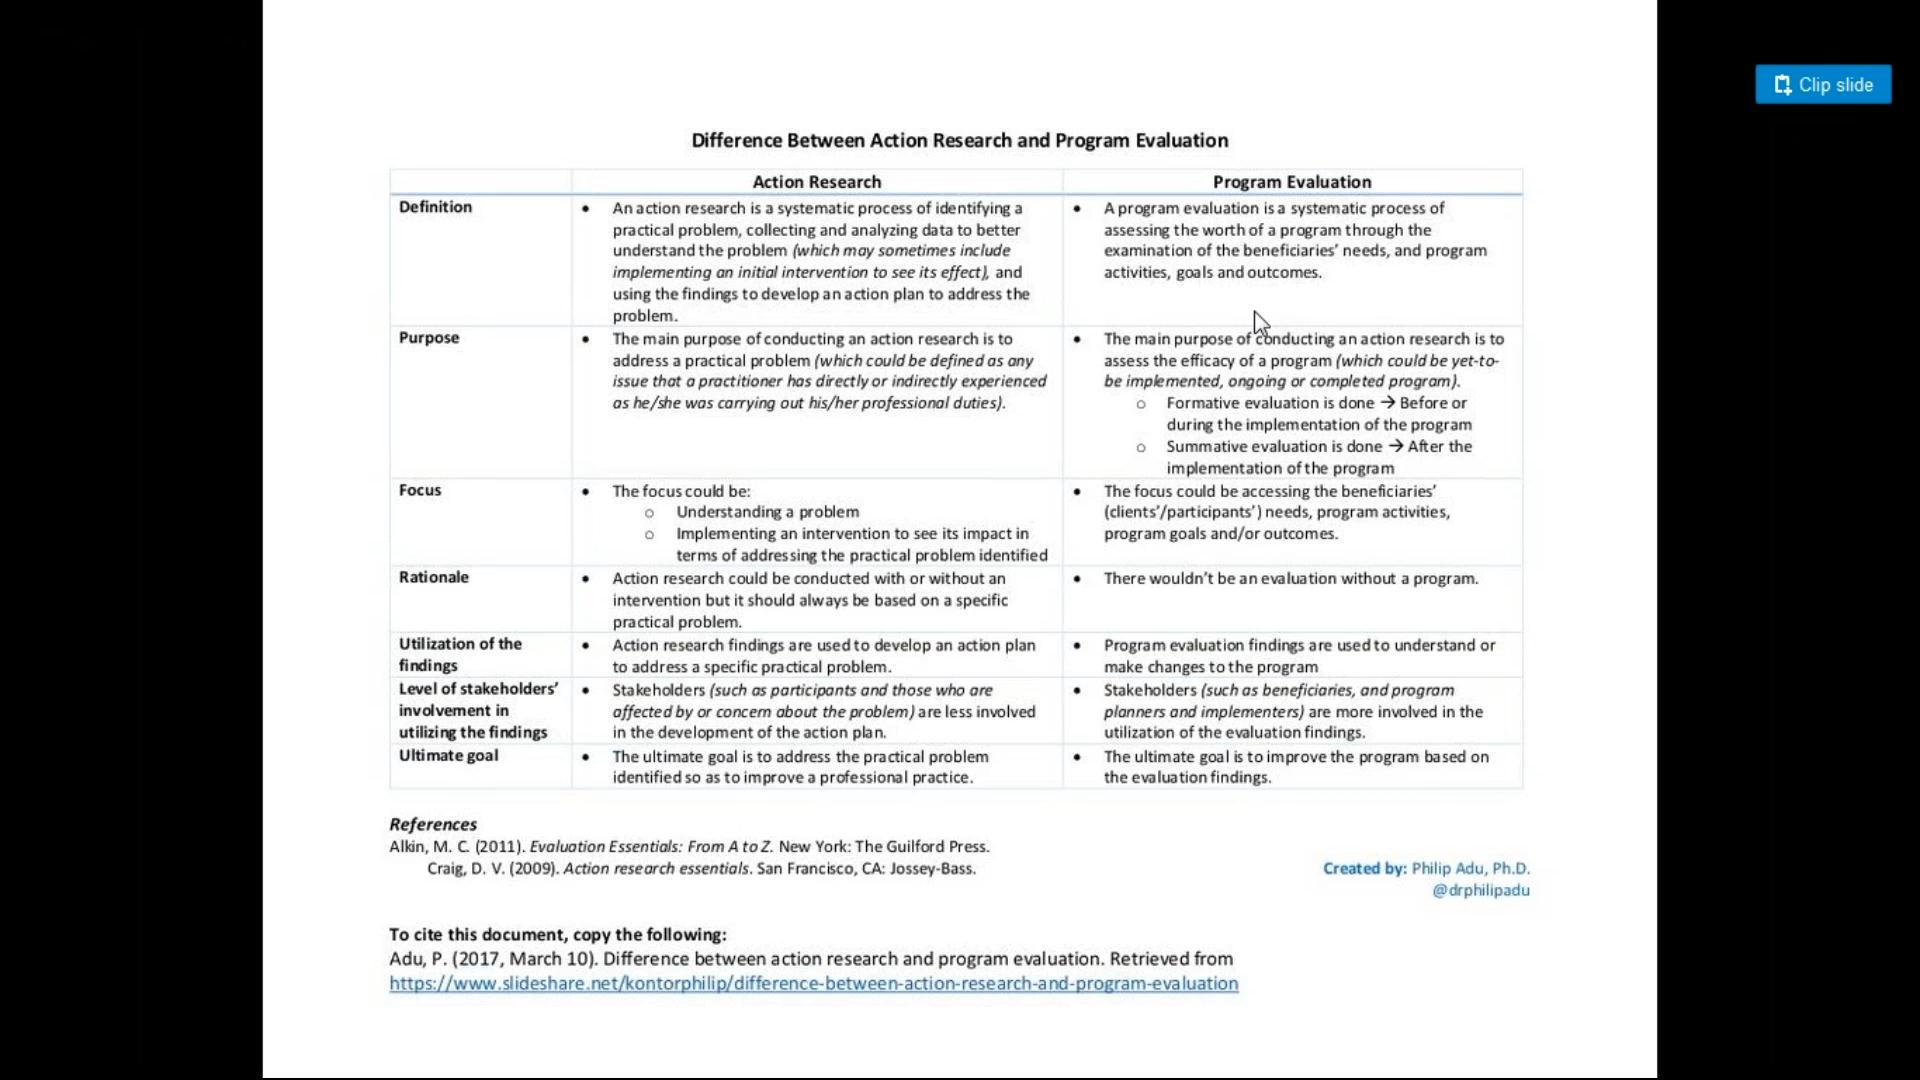 Clip slide
Difference Between Action Research and Program Evaluation
Action Research
Program Evaluation
Definition
• An action research is a systematic process of identifying a
practical problem, collecting and analyzing data to better
understand the problem (which may sometimes include
implementing an initial intervention to see its effect), and
using the findings to develop an action plan to address the
problem.
• A program evaluation is a systematic process of
assessing the worth of a program through the
examination of the beneficiaries’ needs, and program
activities, goals and outcomes.
Purpose
• The main purpose of conducting an action research is to
address a practical problem (which could be defined as any
issue that a practitioner has directly or indirectly experienced
as he/she was carrying out his/her professional duties).
• The main purpose of conducting an action research is to
assess the efficacy of a program (which could be yet-to-
be implemented, ongoing or completed program).
o Formative evaluation is done → Before or
during the implementation of the program
o Summative evaluation is done → After the
implementation of the program
Focus
• The focus could be:
o Understanding a problem
o Implementing an intervention to see its impact in
terms of addressing the practical problem identified
• The focus could be accessing the beneficiaries’
(clients’/participants’) needs, program activities,
program goals and/or outcomes.
Rationale
• Action research could be conducted with or without an
intervention but it should always be based on a specific
practical problem.
• There wouldn’t be an evaluation without a program.
Utilization of the
findings
• Action research findings are used to develop an action plan
to address a specific practical problem.
• Program evaluation findings are used to understand or
make changes to the program
Level of stakeholders’
involvement in
utilizing the findings
• Stakeholders (such as participants and those who are
affected by or concern about the problem) are less involved
in the development of the action plan.
• Stakeholders (such as beneficiaries, and program
planners and implementers) are more involved in the
utilization of the evaluation findings.
Ultimate goal
• The ultimate goal is to address the practical problem
identified so as to improve a professional practice.
• The ultimate goal is to improve the program based on
the evaluation findings.
References
Alkin, M. C. (2011). Evaluation Essentials: From A to Z. New York: The Guilford Press.
Craig, D. V. (2009). Action research essentials. San Francisco, CA: Jossey-Bass.
Created by: Philip Adu, Ph.D.
@drphilipadu
To cite this document, copy the following:
Adu, P. (2017, March 10). Difference between action research and program evaluation. Retrieved from
https://www.slideshare.net/kontorphilip/difference-between-action-research-and-program-evaluation